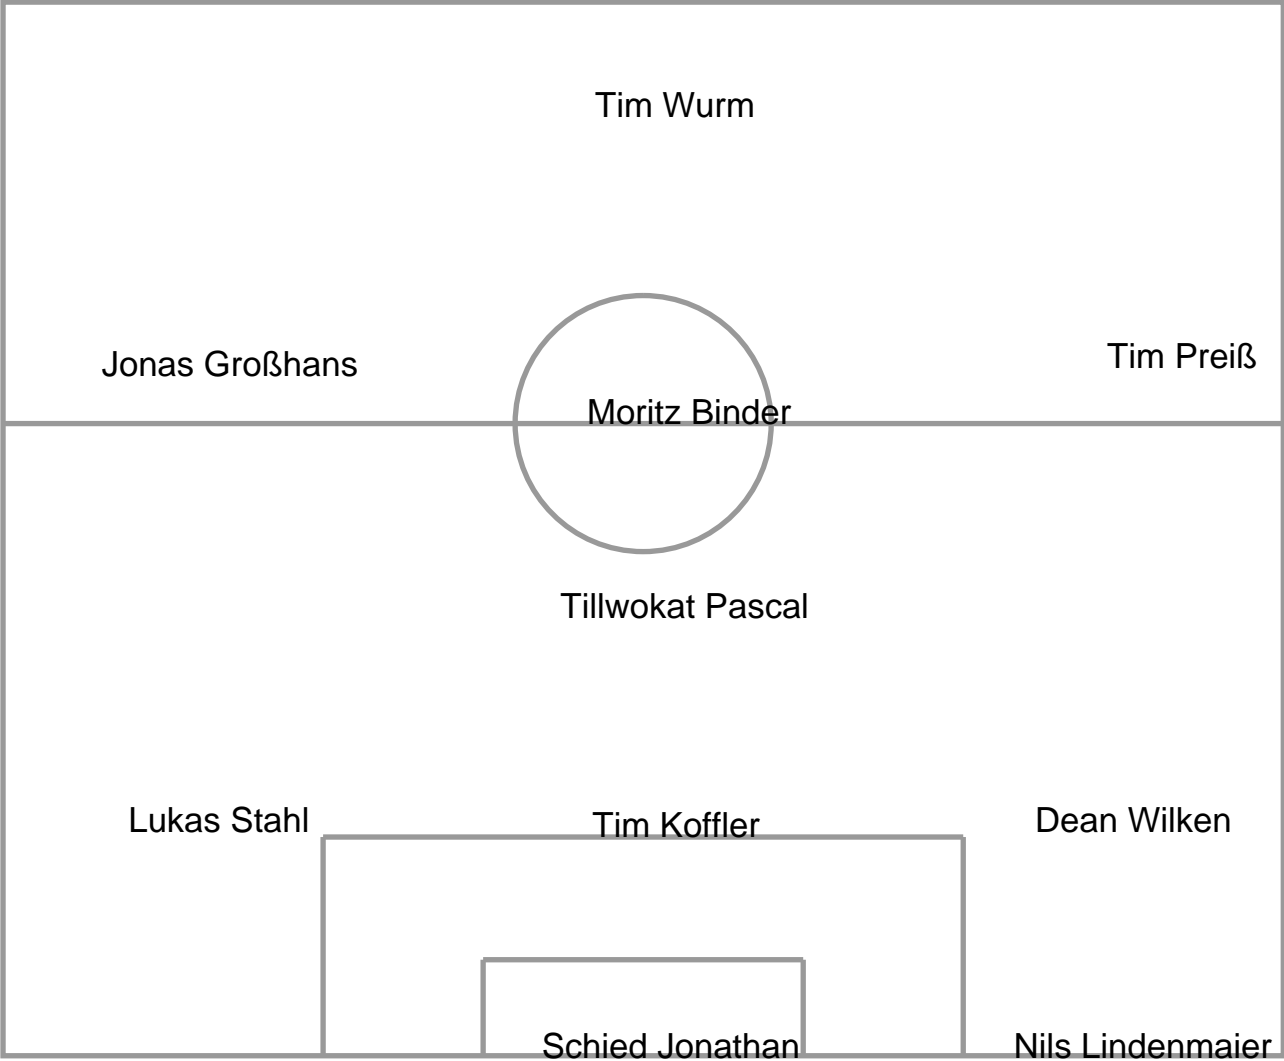 Tim Wurm
Jonas Großhans
Tim Preiß
Moritz Binder
Tillwokat Pascal
Lukas Stahl
Tim Koffler
Dean Wilken
Schied Jonathan
Nils Lindenmaier